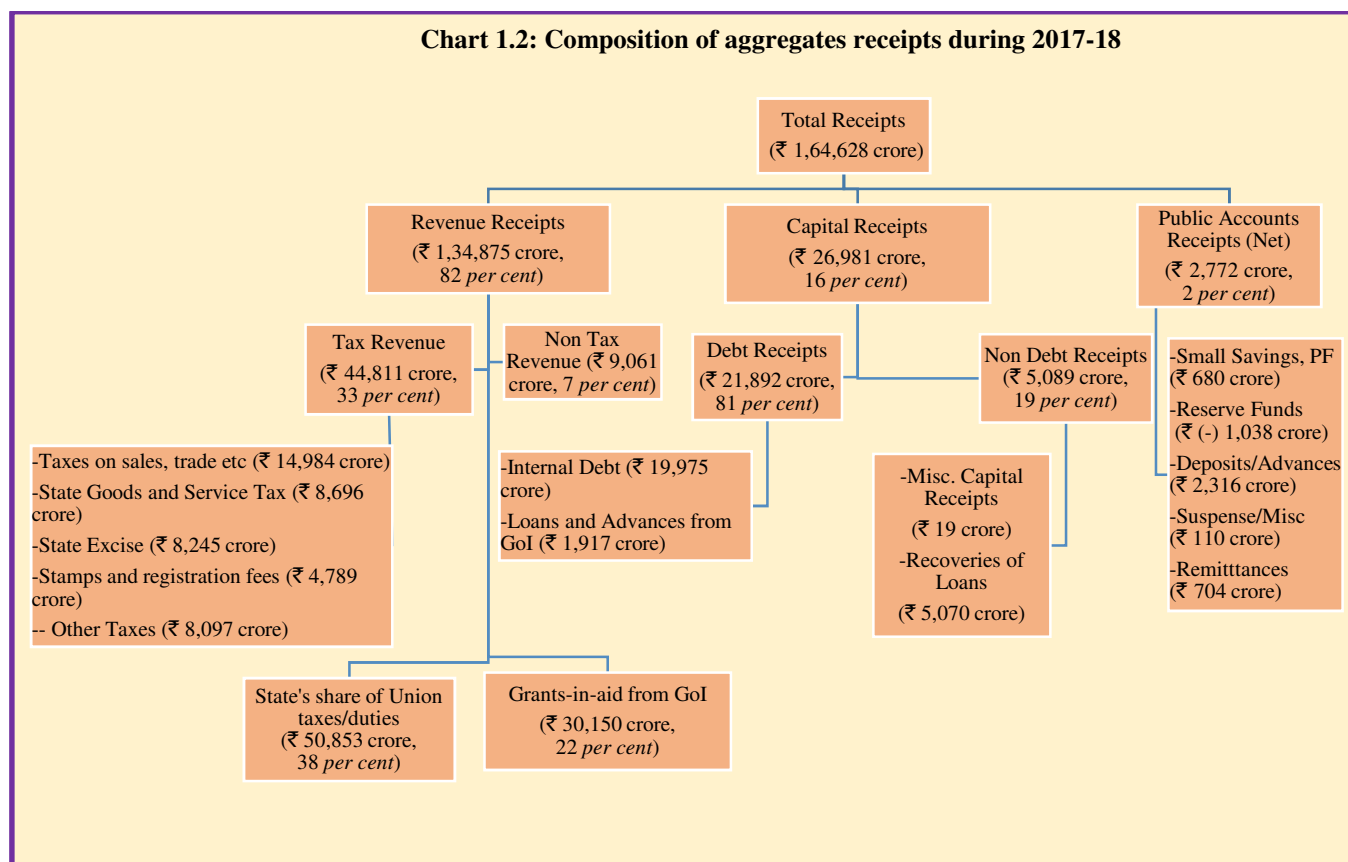 Chart 1.2: Composition of aggregates receipts during 2017-18
Total Receipts
(₹ 1,64,628 crore)
Revenue Receipts
(₹ 1,34,875 crore,
82 per cent)
Capital Receipts
(₹ 26,981 crore,
16 per cent)
Public Accounts
Receipts (Net)
(₹ 2,772 crore,
2 per cent)
Tax Revenue
(₹ 44,811 crore,
33 per cent)
Non Tax
Revenue (₹ 9,061
crore, 7 per cent)
Debt Receipts
(₹ 21,892 crore,
81 per cent)
Non Debt Receipts
(₹ 5,089 crore,
19 per cent)
-Small Savings, PF
(₹ 680 crore)
-Reserve Funds
(₹ (-) 1,038 crore)
-Deposits/Advances
(₹ 2,316 crore)
-Suspense/Misc
(₹ 110 crore)
-Remitttances
(₹ 704 crore)
-Taxes on sales, trade etc (₹ 14,984 crore)
-State Goods and Service Tax (₹ 8,696
crore)
-State Excise (₹ 8,245 crore)
-Stamps and registration fees (₹ 4,789
crore)
-- Other Taxes (₹ 8,097 crore)
-Internal Debt (₹ 19,975
crore)
-Loans and Advances from
GoI (₹ 1,917 crore)
-Misc. Capital
Receipts
(₹ 19 crore)
-Recoveries of
Loans
(₹ 5,070 crore)
State's share of Union
taxes/duties
(₹ 50,853 crore,
38 per cent)
Grants-in-aid from GoI
(₹ 30,150 crore,
22 per cent)